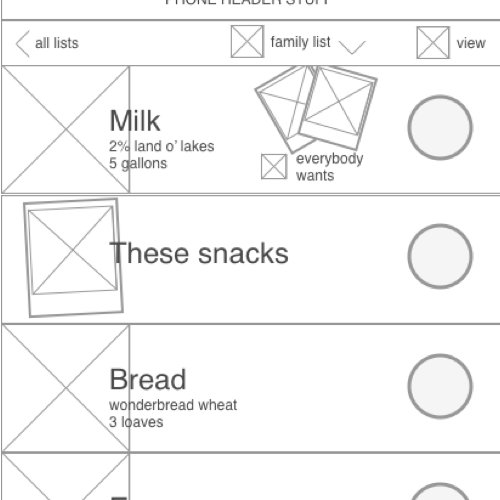 PHONE HEADER STUFF
all lists
family list
view
Milk
2% land o' lakes
5 gallons
everybody
wants
These snacks
Bread
wonderbread wheat
3 loaves